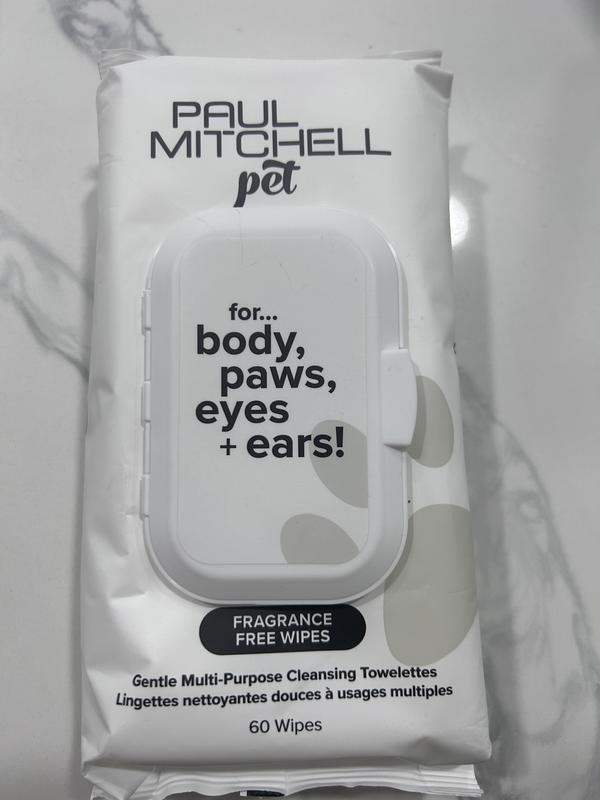 PAUL
MITCHELL
pet
for...
body,
paws,
eyes
+ ears!
FRAGRANCE
FREE WIPES
Gentle Multi-Purpose Cleansing Towelettes
Lingettes nettoyantes douces à usages multiples
60 Wipes